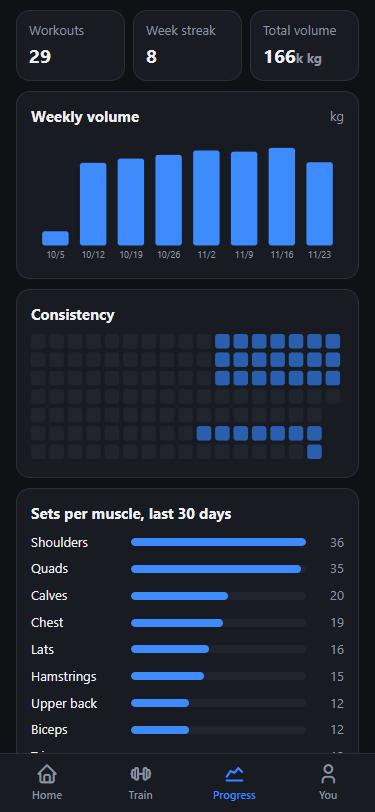 Workouts Week streak Total volume
29 8 166k kg
Weekly volume kg
10/5 10/12 10/19 10/26 11/2 11/9 11/16 11/23
Consistency
Sets per muscle, last 30 days
Shoulders 36
Quads 35
Calves 20
Chest 19
Lats 16
Hamstrings 15
Upper back 12
Biceps 12
Home Train Progress You